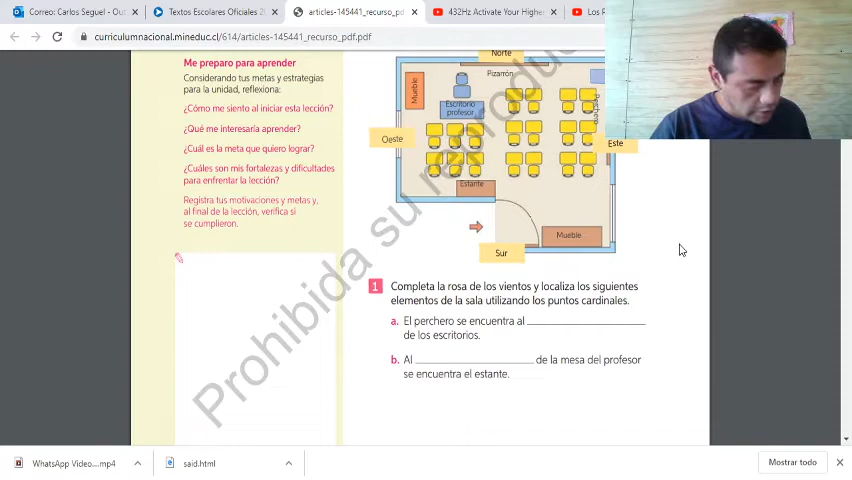 Correo: Carlos Seguel - Out
Textos Escolares Oficiales 20
articles-145441_recurso_pdf.pd
432Hz Activate Your Higher
Los
curriculumnacional.mineduc.cl/614/articles-145441_recurso_pdf.pdf
Me preparo para aprender
Considerando tus metas y estrategias
para la unidad, reflexiona:
¿Cómo me siento al iniciar esta lección?
¿Qué me interesaría aprender?
¿Cuál es la meta que quiero lograr?
¿Cuáles son mis fortalezas y dificultades
para enfrentar la lección?
Registra tus motivaciones y metas y,
al final de la lección, verifica si
se cumplieron.
Norte
Pizarrón
Mueble
Escritorio
profesor
Perchero
Oeste
Este
Estante
Mueble
Sur
1 Completa la rosa de los vientos y localiza los siguientes
elementos de la sala utilizando los puntos cardinales.
a. El perchero se encuentra al
de los escritorios.
b. Al de la mesa del profesor
se encuentra el estante.
Prohibida su reproduc
WhatsApp Video....mp4
said.html
Mostrar todo